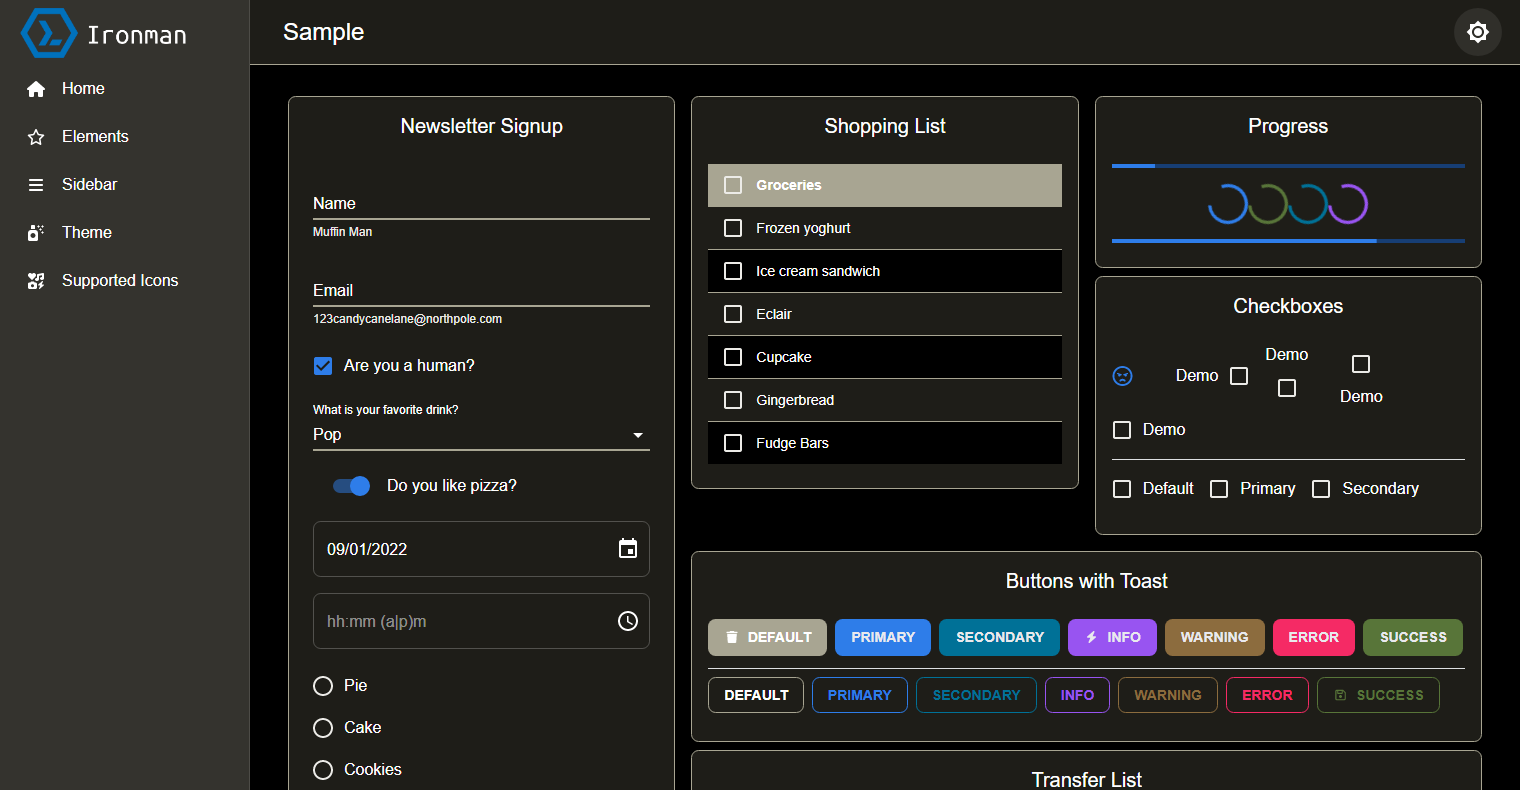 Ironman
Home
Elements
Sidebar
Theme
Supported Icons
Sample
Newsletter Signup
Name
Muffin Man
Email
123candycanelane@northpole.com
Are you a human?
What is your favorite drink?
Pop
Do you like pizza?
09/01/2022
hh:mm (a|p)m
Pie
Cake
Cookies
Shopping List
Groceries
Frozen yoghurt
Ice cream sandwich
Eclair
Cupcake
Gingerbread
Fudge Bars
Progress
Checkboxes
Demo
Demo
Demo
Demo
Default Primary Secondary
Buttons with Toast
DEFAULT PRIMARY SECONDARY INFO WARNING ERROR SUCCESS
DEFAULT PRIMARY SECONDARY INFO WARNING ERROR SUCCESS
Transfer List